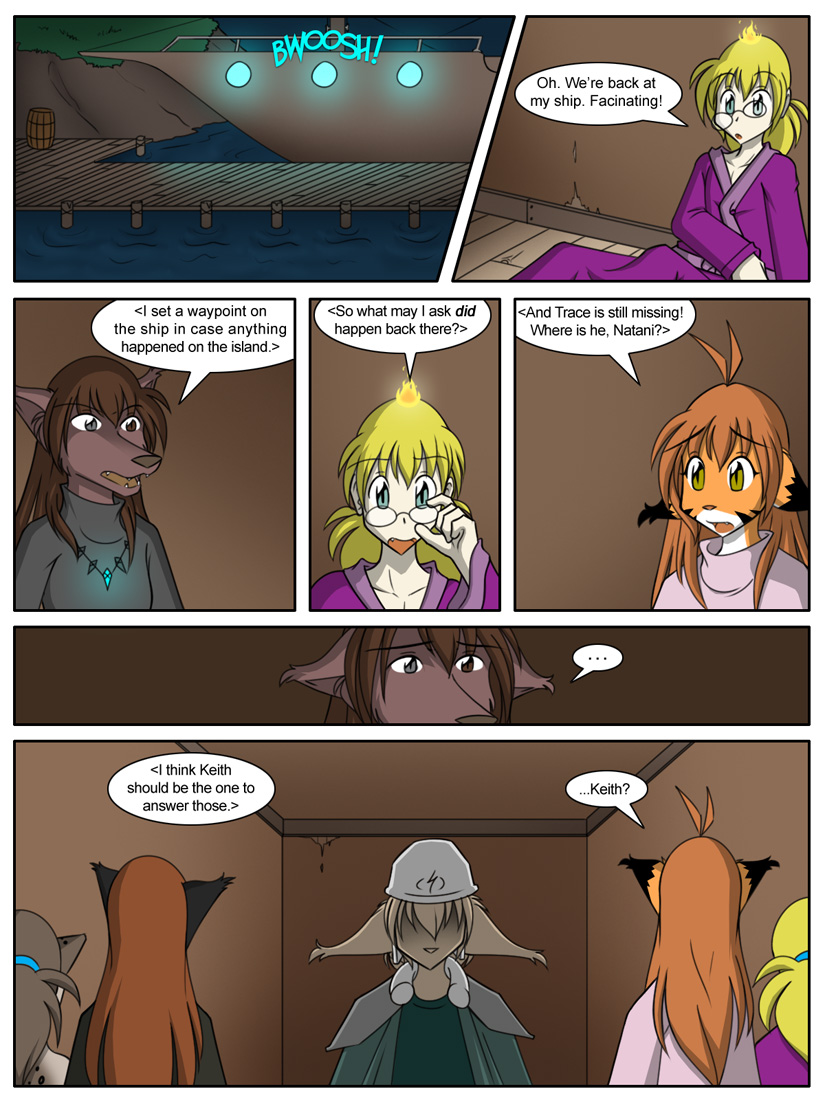 BWOOSH!
Oh. We're back at
my ship. Facinating!
<I set a waypoint on
the ship in case anything
happened on the island.>
<So what may I ask did
happen back there?>
<And Trace is still missing!
Where is he, Natani?>
...
<I think Keith
should be the one to
answer those.>
...Keith?